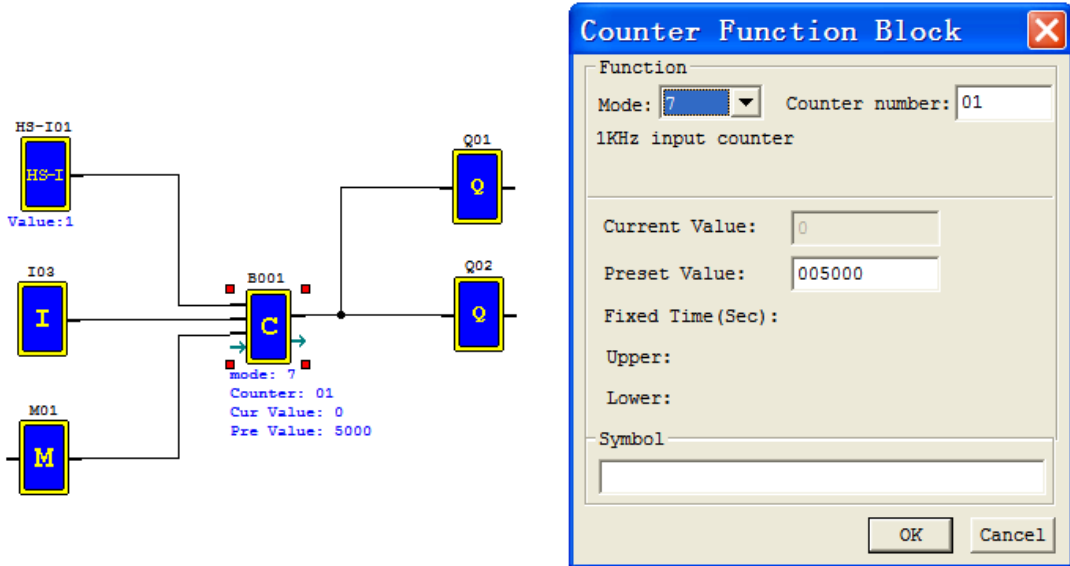 HS-I01
HS-I
Value:1
I03
I
M01
M
B001
C
mode: 7
Counter: 01
Cur Value: 0
Pre Value: 5000
Q01
Q
Q02
Q
Counter Function Block
Function
Mode: 7 Counter number: 01
1KHz input counter
Current Value: 0
Preset Value: 005000
Fixed Time(Sec):
Upper:
Lower:
Symbol
OK Cancel